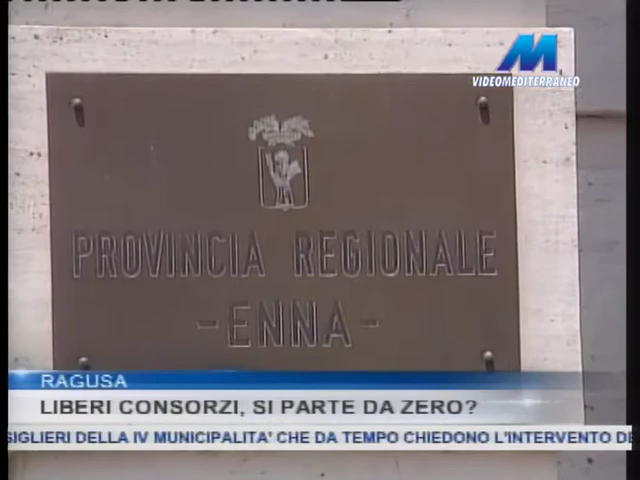 M
VIDEOMEDITERRANEO
PROVINCIA REGIONALE
- ENNA -
RAGUSA
LIBERI CONSORZI, SI PARTE DA ZERO?
SIGLIERI DELLA IV MUNICIPALITA' CHE DA TEMPO CHIEDONO L'INTERVENTO DE